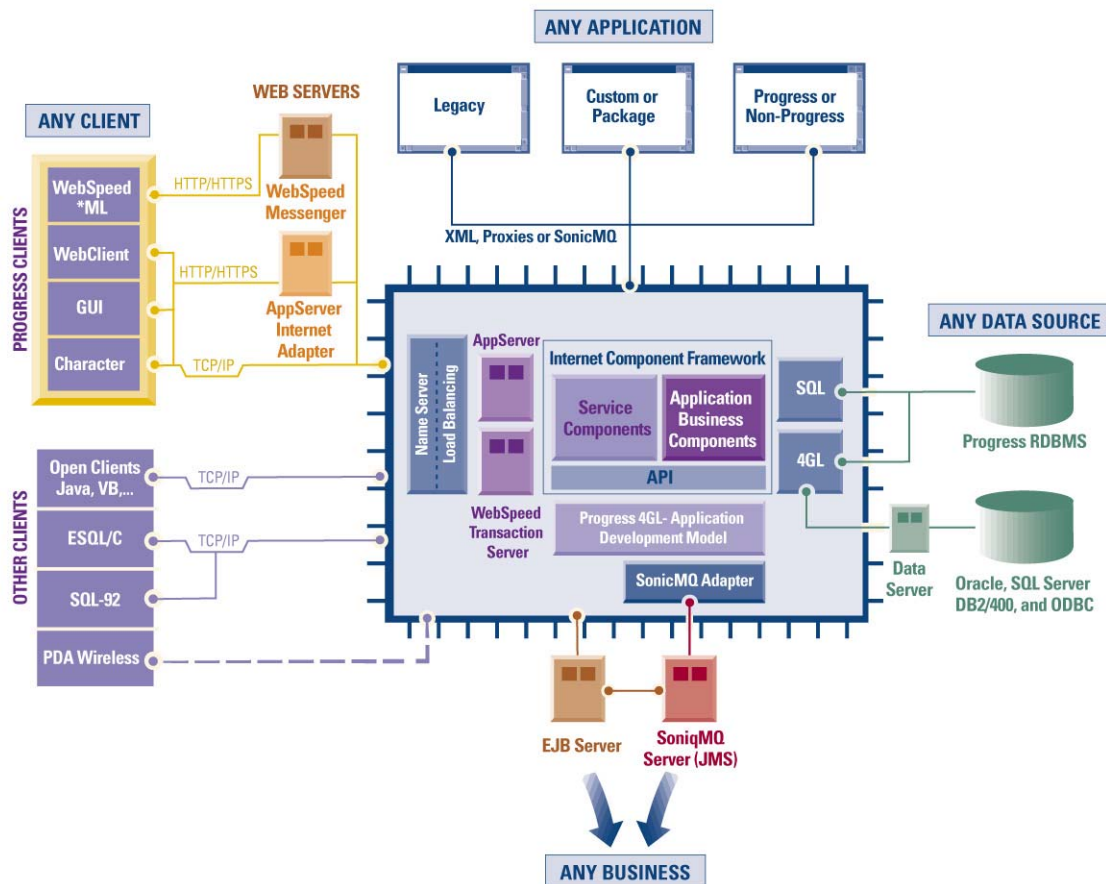 ANY APPLICATION
Legacy
Custom or
Package
Progress or
Non-Progress
XML, Proxies or SonicMQ
WEB SERVERS
ANY CLIENT
PROGRESS CLIENTS
WebSpeed
*ML
WebClient
GUI
Character
HTTP/HTTPS
WebSpeed
Messenger
HTTP/HTTPS
AppServer
Internet
Adapter
TCP/IP
OTHER CLIENTS
Open Clients
Java, VB,...
ESQL/C
SQL-92
PDA Wireless
TCP/IP
TCP/IP
Name Server
Load Balancing
AppServer
WebSpeed
Transaction
Server
Internet Component Framework
Service
Components
Application
Business
Components
API
Progress 4GL- Application
Development Model
SonicMQ Adapter
SQL
4GL
ANY DATA SOURCE
Progress RDBMS
Data
Server
Oracle, SQL Server
DB2/400, and ODBC
EJB Server
SoniqMQ
Server (JMS)
ANY BUSINESS